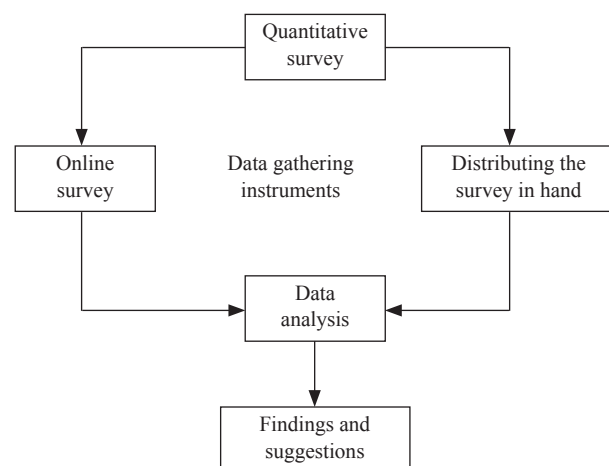 Quantitative
survey
Online
survey
Data gathering
instruments
Distributing the
survey in hand
Data
analysis
Findings and
suggestions